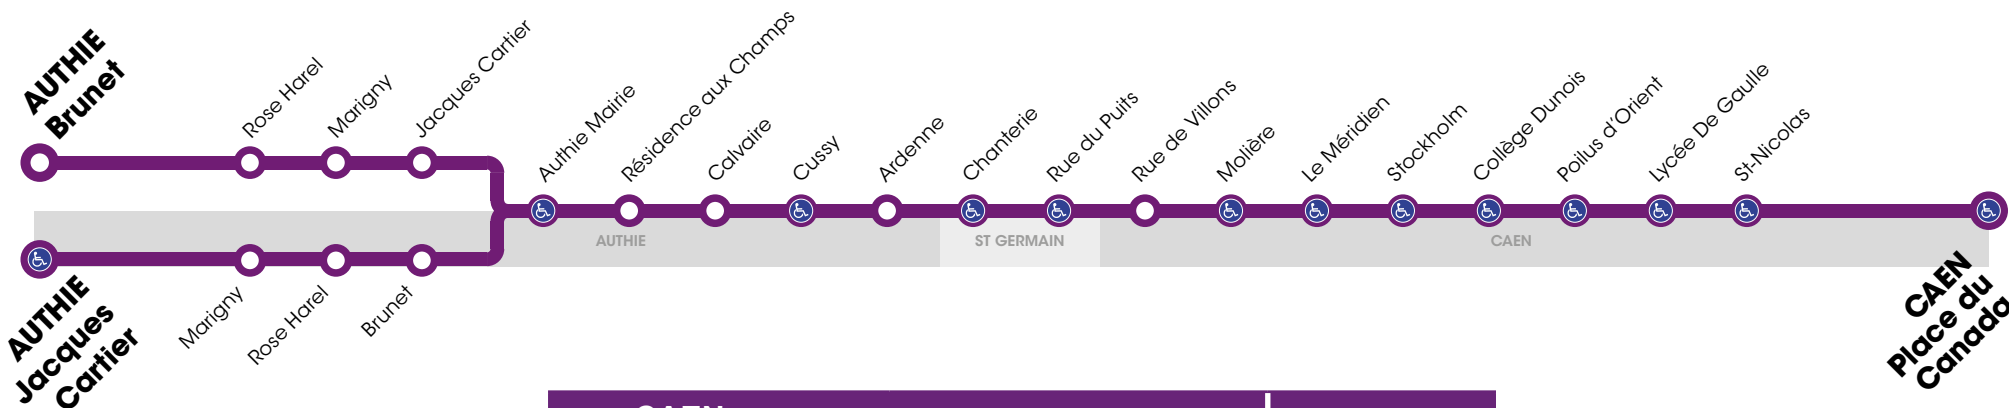 AUTHIE
Brunet
Rose Harel
Marigny
Jacques Cartier
Authie Mairie
Résidence aux Champs
Calvaire
Cussy
Ardenne
Chanterie
Rue du Puits
Rue de Villons
Molière
Le Méridien
Stockholm
Collège Dunois
Poilus d'Orient
Lycée De Gaulle
St-Nicolas
AUTHIE
ST GERMAIN
CAEN
AUTHIE
Jacques
Cartier
Marigny
Rose Harel
Brunet
CAEN
Place du
Canada
CAEN